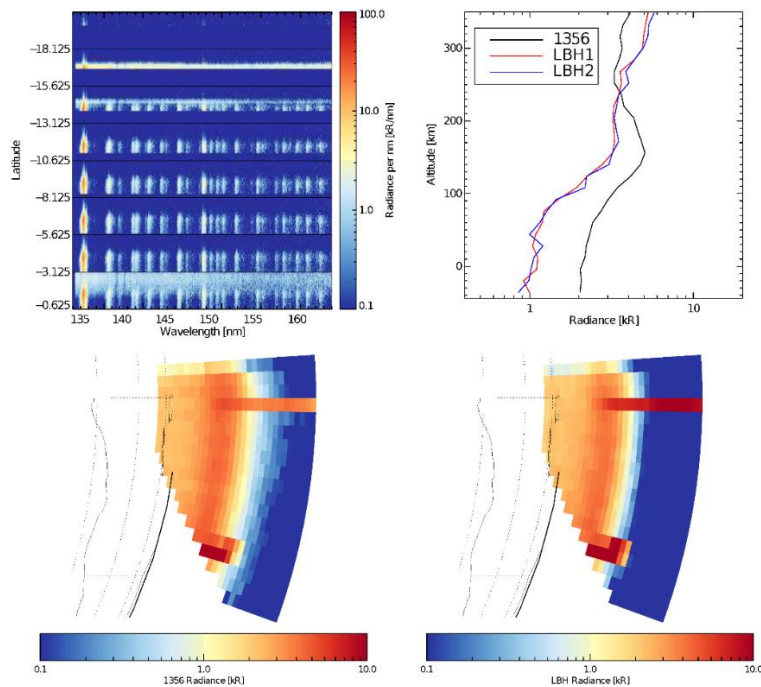 −18.125
−15.625
−13.125
−10.625
−8.125
−5.625
−3.125
−0.625
Latitude
135 140 145 150 155 160
Wavelength [nm]
100.0
10.0
1.0
0.1
Radiance per nm [kR/nm]
300
200
100
0
Altitude [km]
1356
LBH1
LBH2
1 10
Radiance [kR]
0.1 1.0 10.0
1356 Radiance [kR]
0.1 1.0 10.0
LBH Radiance [kR]